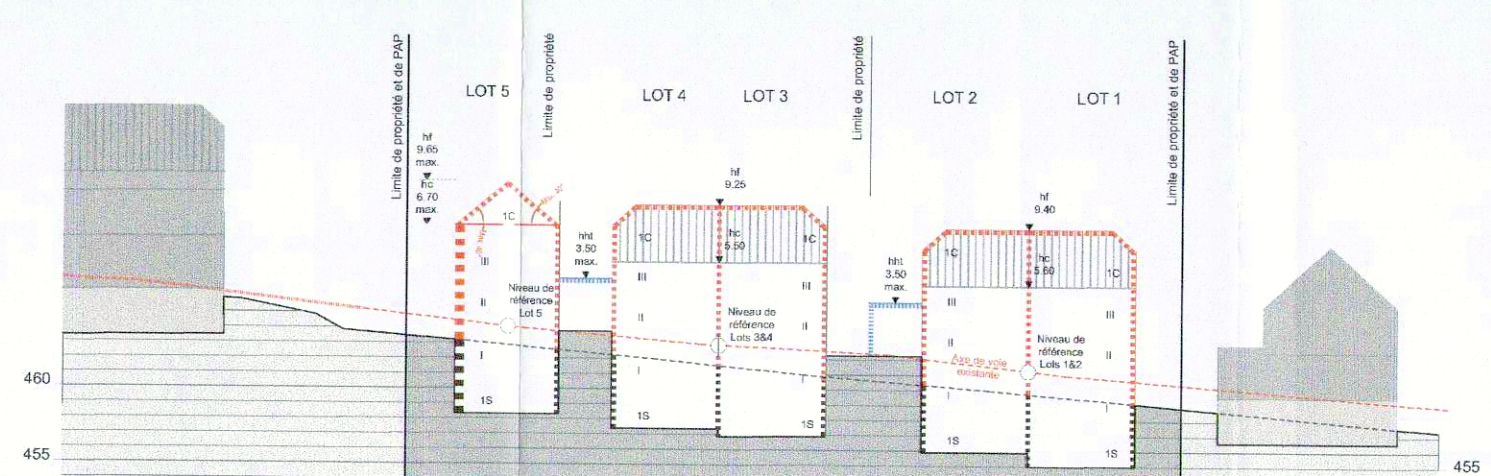 Limite de propriété et de PAP
LOT 5
Limite de propriété
LOT 4
LOT 3
Limite de propriété
LOT 2
LOT 1
Limite de propriété et de PAP
hf
9.65
max.
hc
6.70
max.
1C
III
II
I
1S
Niveau de
référence
Lot 5
hht
3.50
max.
hf
9.25
1C
hc
5.50
1C
III
III
II
II
Niveau de
référence
Lots 3&4
I
I
1S
1S
hht
3.50
max.
hf
9.40
1C
hc
5.60
1C
III
III
II
II
Niveau de
référence
Lots 1&2
Axe de voie
existante
I
I
1S
1S
460
455
455